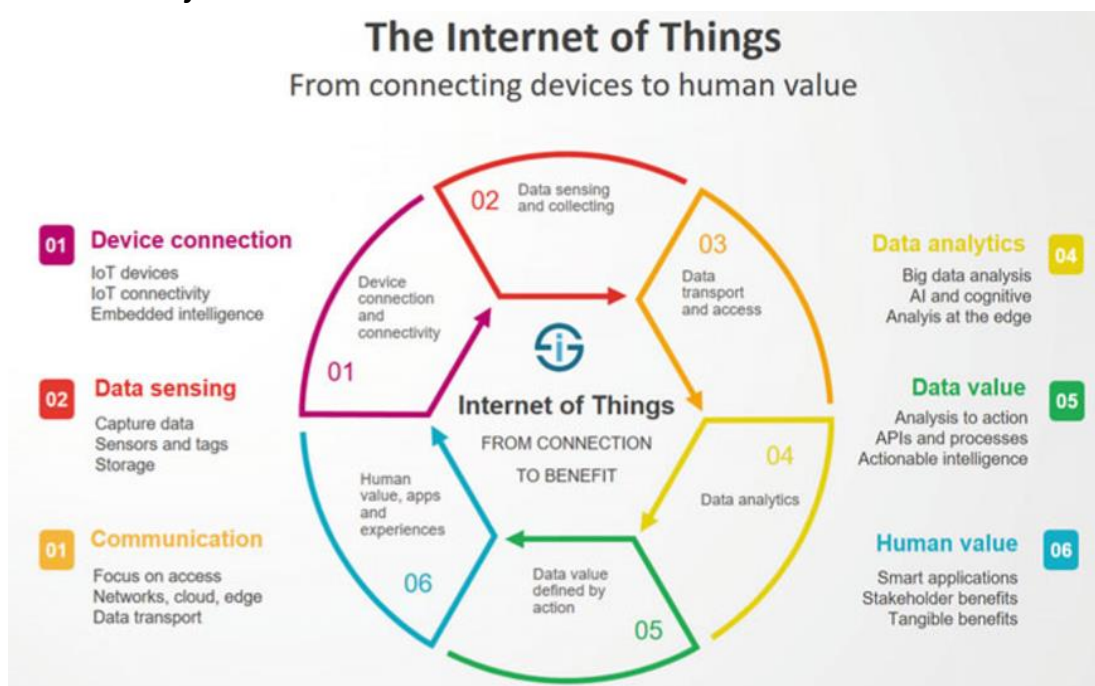 The Internet of Things
From connecting devices to human value
01
Device connection
IoT devices
IoT connectivity
Embedded intelligence
02
Data sensing
Capture data
Sensors and tags
Storage
01
Communication
Focus on access
Networks, cloud, edge
Data transport
01
Device
connection
and
connectivity
02
Data sensing
and collecting
03
Data
transport
and access
04
Data analytics
05
Data value
defined by
action
06
Human
value, apps
and
experiences
Internet of Things
FROM CONNECTION
TO BENEFIT
Data analytics
04
Big data analysis
AI and cognitive
Analyis at the edge
Data value
05
Analysis to action
APIs and processes
Actionable intelligence
Human value
06
Smart applications
Stakeholder benefits
Tangible benefits